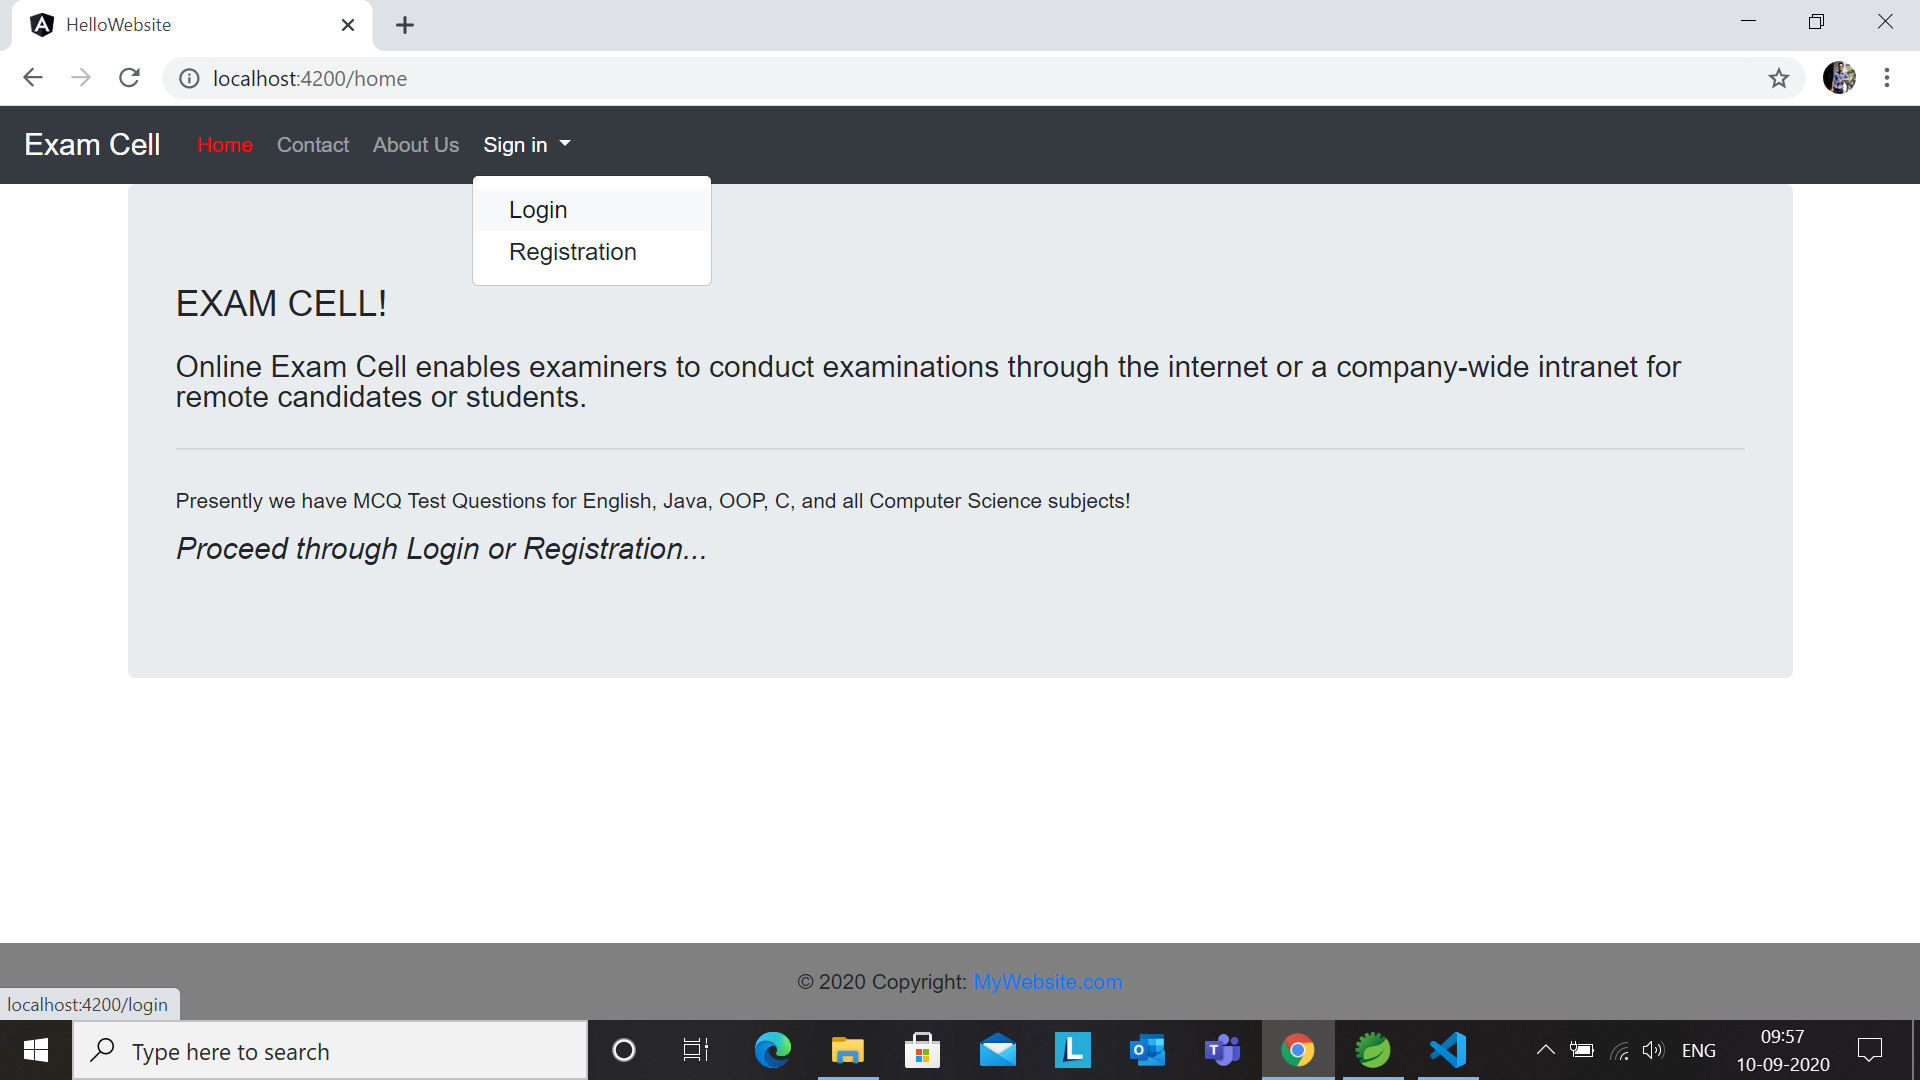 HelloWebsite
localhost:4200/home
Exam Cell Home Contact About Us Sign in
Login
Registration
EXAM CELL!
Online Exam Cell enables examiners to conduct examinations through the internet or a company-wide intranet for
remote candidates or students.
Presently we have MCQ Test Questions for English, Java, OOP, C, and all Computer Science subjects!
Proceed through Login or Registration...
© 2020 Copyright: MyWebsite.com
localhost:4200/login
Type here to search
ENG
09:57
10-09-2020